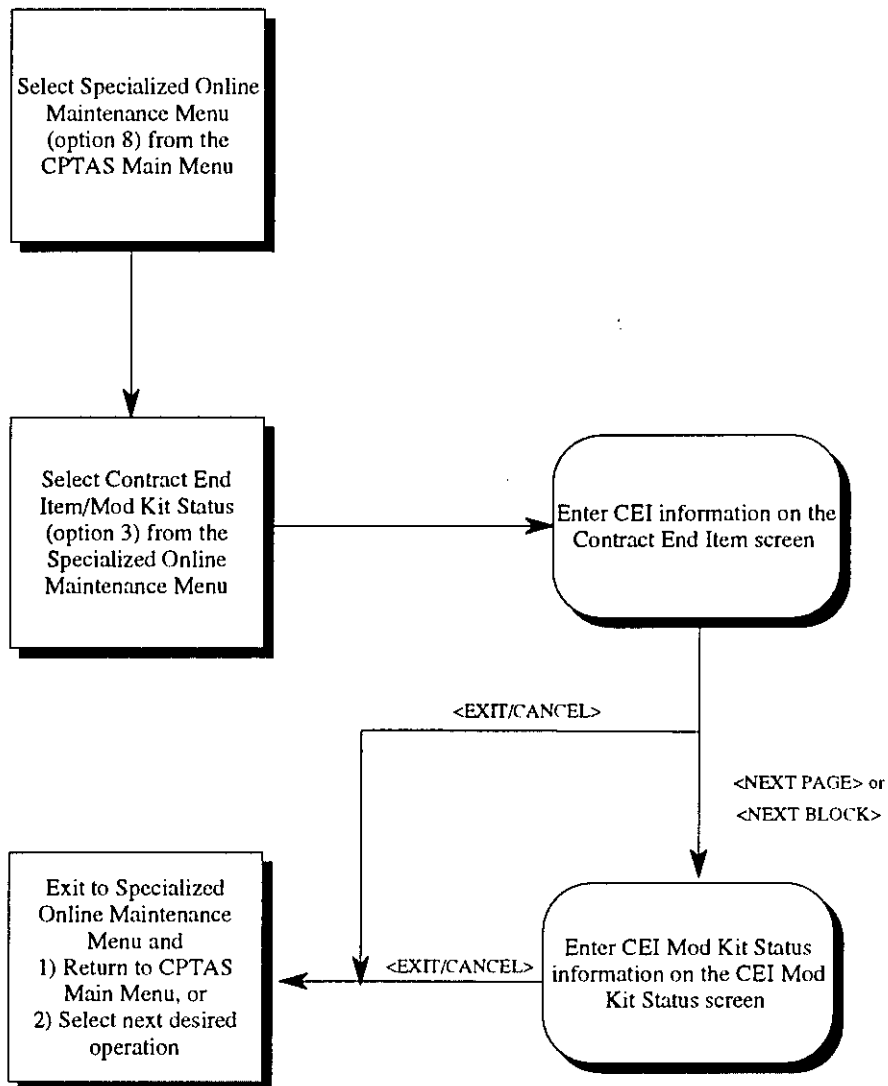 Select Specialized Online
Maintenance Menu
(option 8) from the
CPTAS Main Menu
Select Contract End
Item/Mod Kit Status
(option 3) from the
Specialized Online
Maintenance Menu
Enter CEI information on the
Contract End Item screen
<EXIT/CANCEL>
<NEXT PAGE> or
<NEXT BLOCK>
Exit to Specialized
Online Maintenance
Menu and
1) Return to CPTAS
Main Menu, or
2) Select next desired
operation
<EXIT/CANCEL>
Enter CEI Mod Kit Status
information on the CEI Mod
Kit Status screen